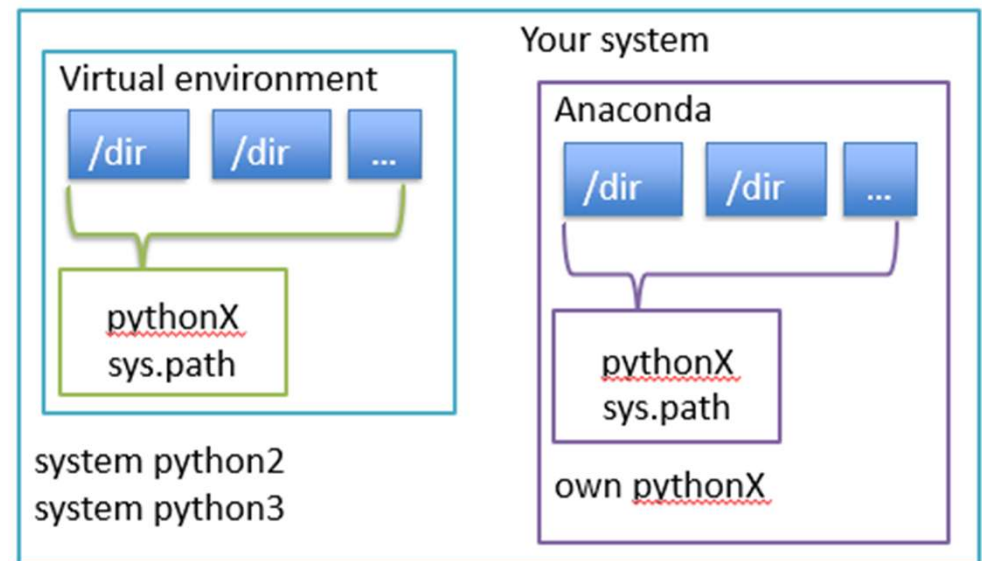 Your system
Virtual environment
/dir
/dir
...
pythonX
sys.path
system python2
system python3
Anaconda
/dir
/dir
...
pythonX
sys.path
own pythonX